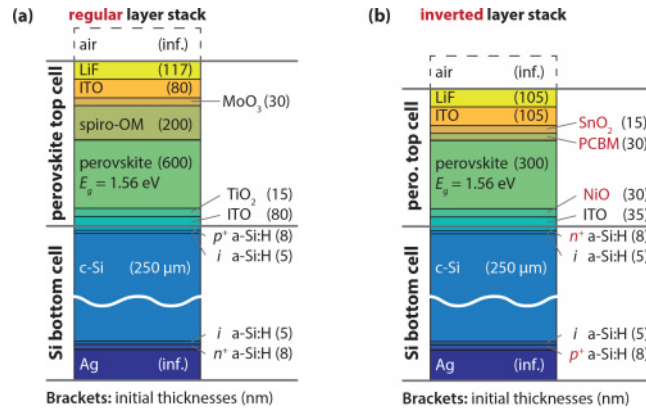 (a) regular layer stack
air (inf.)
LiF (117)
ITO (80)
MoO₃ (30)
spiro-OM (200)
perovskite (600)
E_g = 1.56 eV
TiO₂ (15)
ITO (80)
p⁺ a-Si:H (8)
i a-Si:H (5)
c-Si (250 μm)
i a-Si:H (5)
n⁺ a-Si:H (8)
Ag (inf.)
perovskite top cell
Si bottom cell
Brackets: initial thicknesses (nm)
(b) inverted layer stack
air (inf.)
LiF (105)
ITO (105)
SnO₂ (15)
PCBM (30)
perovskite (300)
E_g = 1.56 eV
NiO (30)
ITO (35)
n⁺ a-Si:H (8)
i a-Si:H (5)
c-Si (250 μm)
i a-Si:H (5)
p⁺ a-Si:H (8)
Ag (inf.)
pero. top cell
Si bottom cell
Brackets: initial thicknesses (nm)